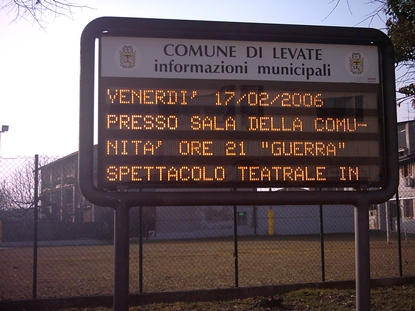 COMUNE DI LEVATE
informazioni municipali
VENERDI' 17/02/2006
PRESSO SALA DELLA COMU-
NITA' ORE 21 "GUERRA"
SPETTACOLO TEATRALE IN